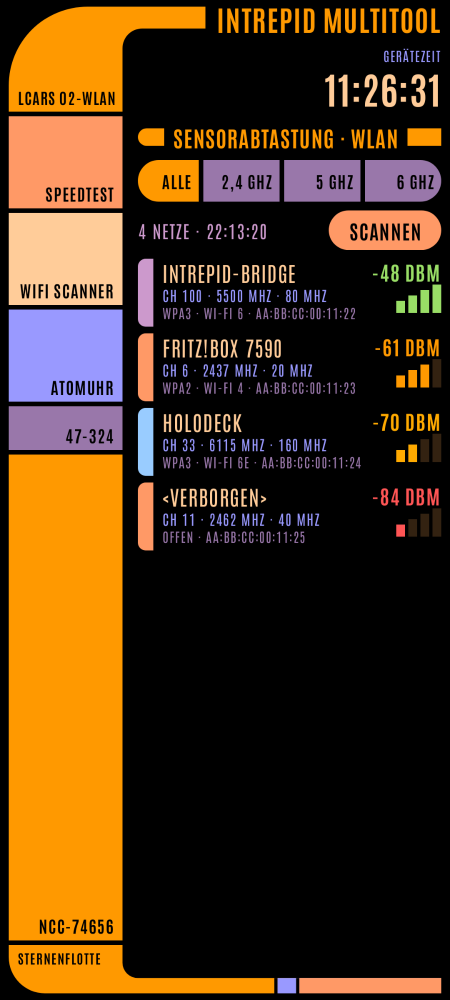 INTREPID MULTITOOL
GERÄTEZEIT
11:26:31
LCARS 02-WLAN
SPEEDTEST
WIFI SCANNER
ATOMUHR
47-324
NCC-74656
STERNENFLOTTE
SENSORABTASTUNG · WLAN
ALLE 2,4 GHZ 5 GHZ 6 GHZ
4 NETZE · 22:13:20 SCANNEN
INTREPID-BRIDGE -48 DBM
CH 100 · 5500 MHZ · 80 MHZ
WPA3 · WI-FI 6 · AA:BB:CC:00:11:22
FRITZ!BOX 7590 -61 DBM
CH 6 · 2437 MHZ · 20 MHZ
WPA2 · WI-FI 4 · AA:BB:CC:00:11:23
HOLODECK -70 DBM
CH 33 · 6115 MHZ · 160 MHZ
WPA3 · WI-FI 6E · AA:BB:CC:00:11:24
<VERBORGEN> -84 DBM
CH 11 · 2462 MHZ · 40 MHZ
OFFEN · AA:BB:CC:00:11:25